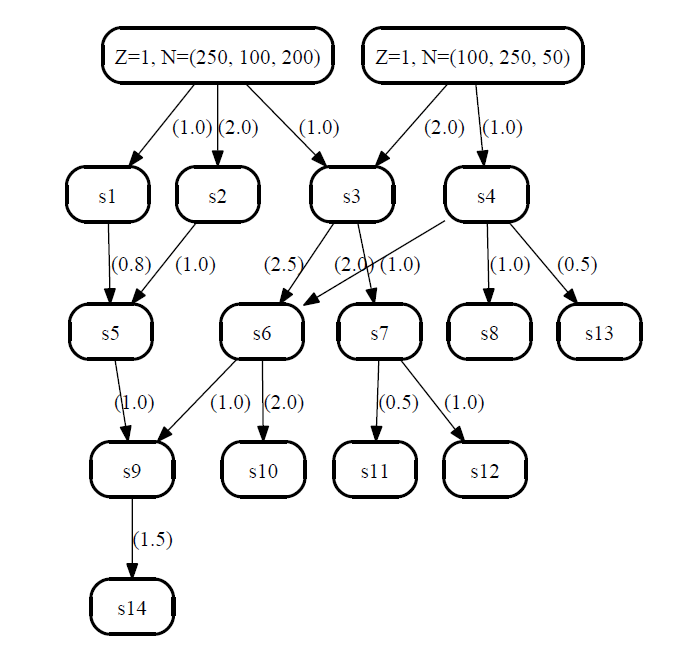 Z=1, N=(250, 100, 200) Z=1, N=(100, 250, 50)
(1.0) (2.0) (1.0) (2.0) (1.0)
s1 s2 s3 s4
(0.8) (1.0) (2.5) (2.0) (1.0) (1.0) (0.5)
s5 s6 s7 s8 s13
(1.0) (1.0) (2.0) (0.5) (1.0)
s9 s10 s11 s12
(1.5)
s14